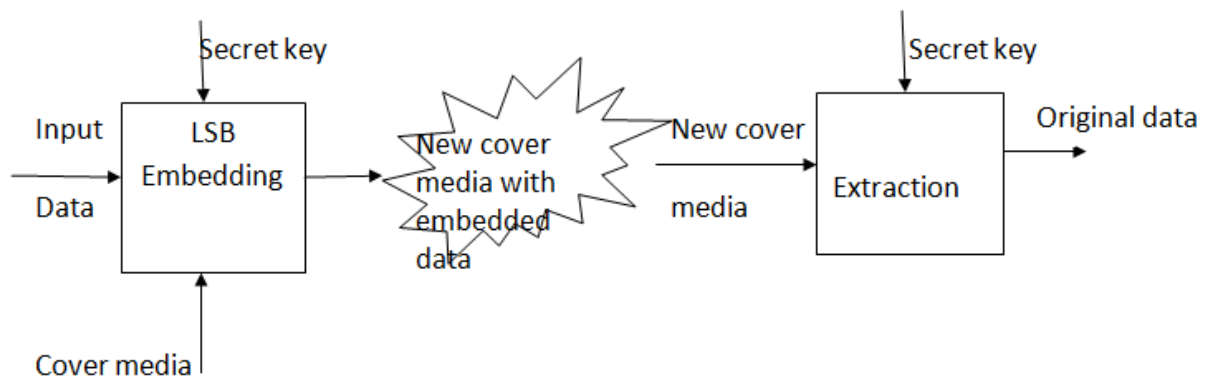 Secret key
Input
Data
LSB
Embedding
Cover media
New cover
media with
embedded
data
New cover
media
Secret key
Extraction
Original data